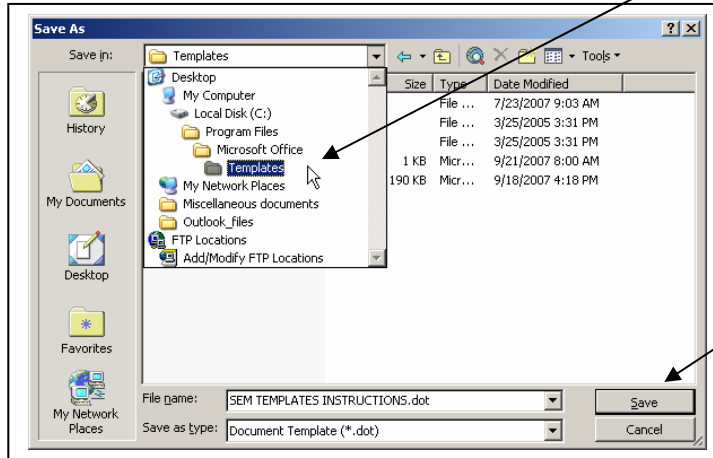 Save As
Save in: Templates Tools
Desktop Size Type Date Modified
My Computer File ... 7/23/2007 9:03 AM
Local Disk (C:) File ... 3/25/2005 3:31 PM
Program Files File ... 3/25/2005 3:31 PM
Microsoft Office 1 KB Micr... 9/21/2007 8:00 AM
Templates 190 KB Micr... 9/18/2007 4:18 PM
My Network Places
Miscellaneous documents
Outlook_files
FTP Locations
Add/Modify FTP Locations
History
My Documents
Desktop
Favorites
My Network
Places
File name: SEM TEMPLATES INSTRUCTIONS.dot Save
Save as type: Document Template (*.dot) Cancel